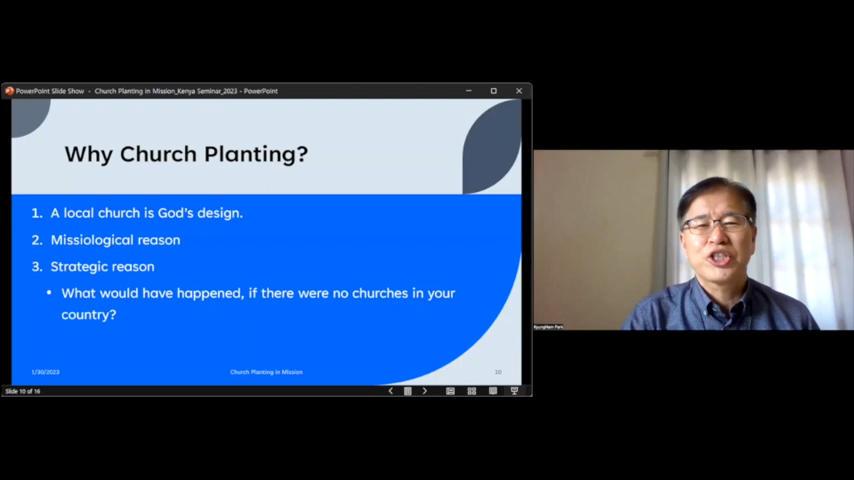 PowerPoint Slide Show - Church Planting in Mission_Kenya Seminar_2023 - PowerPoint
Why Church Planting?
1. A local church is God's design.
2. Missiological reason
3. Strategic reason
• What would have happened, if there were no churches in your
country?
1/30/2023
Church Planting in Mission
10
Slide 10 of 16
KyungNam Park